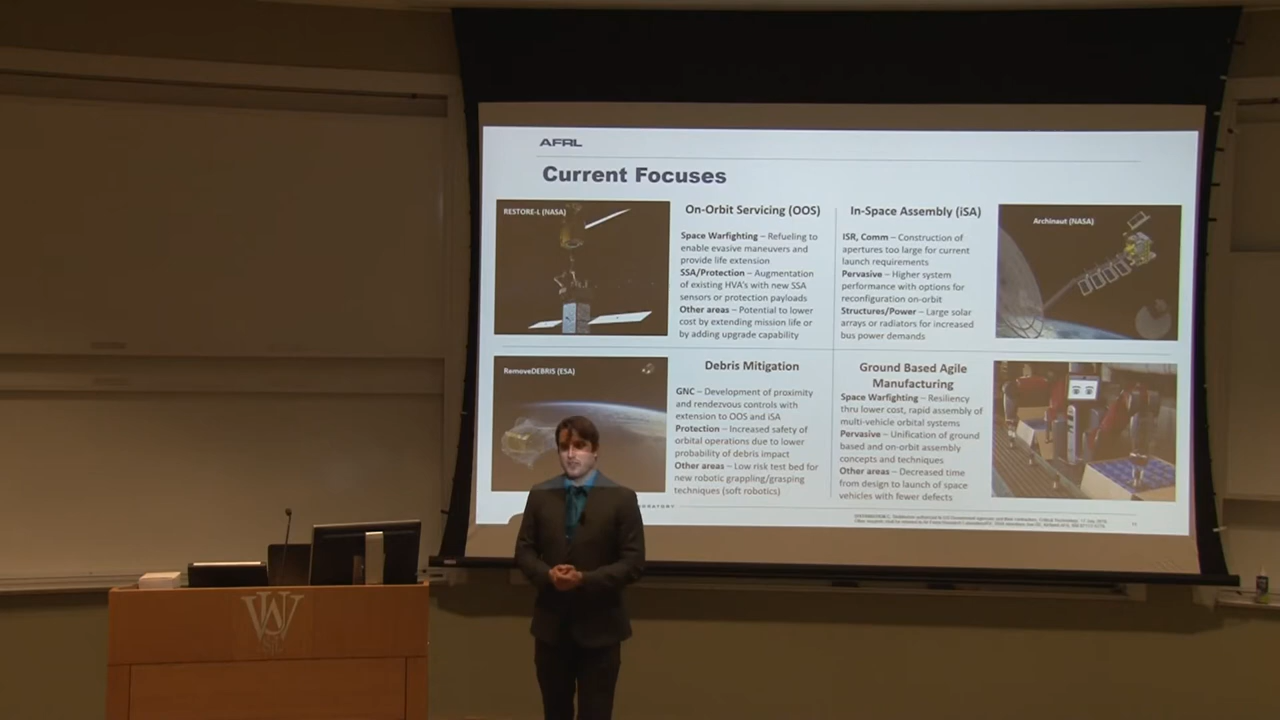 AFRL
Current Focuses
RESTORE-L (NASA)
On-Orbit Servicing (OOS)
Space Warfighting – Refueling to
enable evasive maneuvers and
provide life extension
SSA/Protection – Augmentation
of existing HVA's with new SSA
sensors or protection payloads
Other areas – Potential to lower
cost by extending mission life or
by adding upgrade capability
In-Space Assembly (iSA)
ISR, Comm – Construction of
apertures too large for current
launch requirements
Pervasive – Higher system
performance with options for
reconfiguration on-orbit
Structures/Power – Large solar
arrays or radiators for increased
bus power demands
Archinaut (NASA)
RemoveDEBRIS (ESA)
Debris Mitigation
GNC – Development of proximity
and rendezvous controls with
extension to OOS and iSA
Protection – Increased safety of
orbital operations due to lower
probability of debris impact
Other areas – Low risk test bed for
new robotic grappling/grasping
techniques (soft robotics)
Ground Based Agile
Manufacturing
Space Warfighting – Resiliency
thru lower cost, rapid assembly of
multi-vehicle orbital systems
Pervasive – Unification of ground
based and on-orbit assembly
concepts and techniques
Other areas – Decreased time
from design to launch of space
vehicles with fewer defects
11